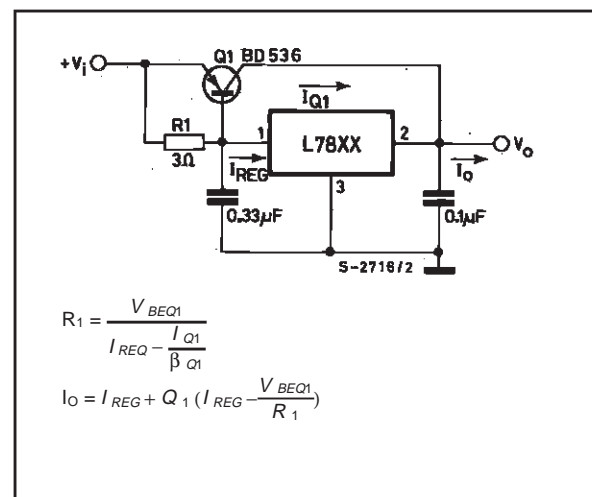 Q1 BD536
+Vi
IQ1
R1
1
L78XX
2
Vo
3Ω
IREG
IO
3
0.33µF
0.1µF
S-2716/2
R1 = VBEQ1 / (IREQ – IQ1 / βQ1)
IO = IREG + Q1 (IREG – VBEQ1 / R1)